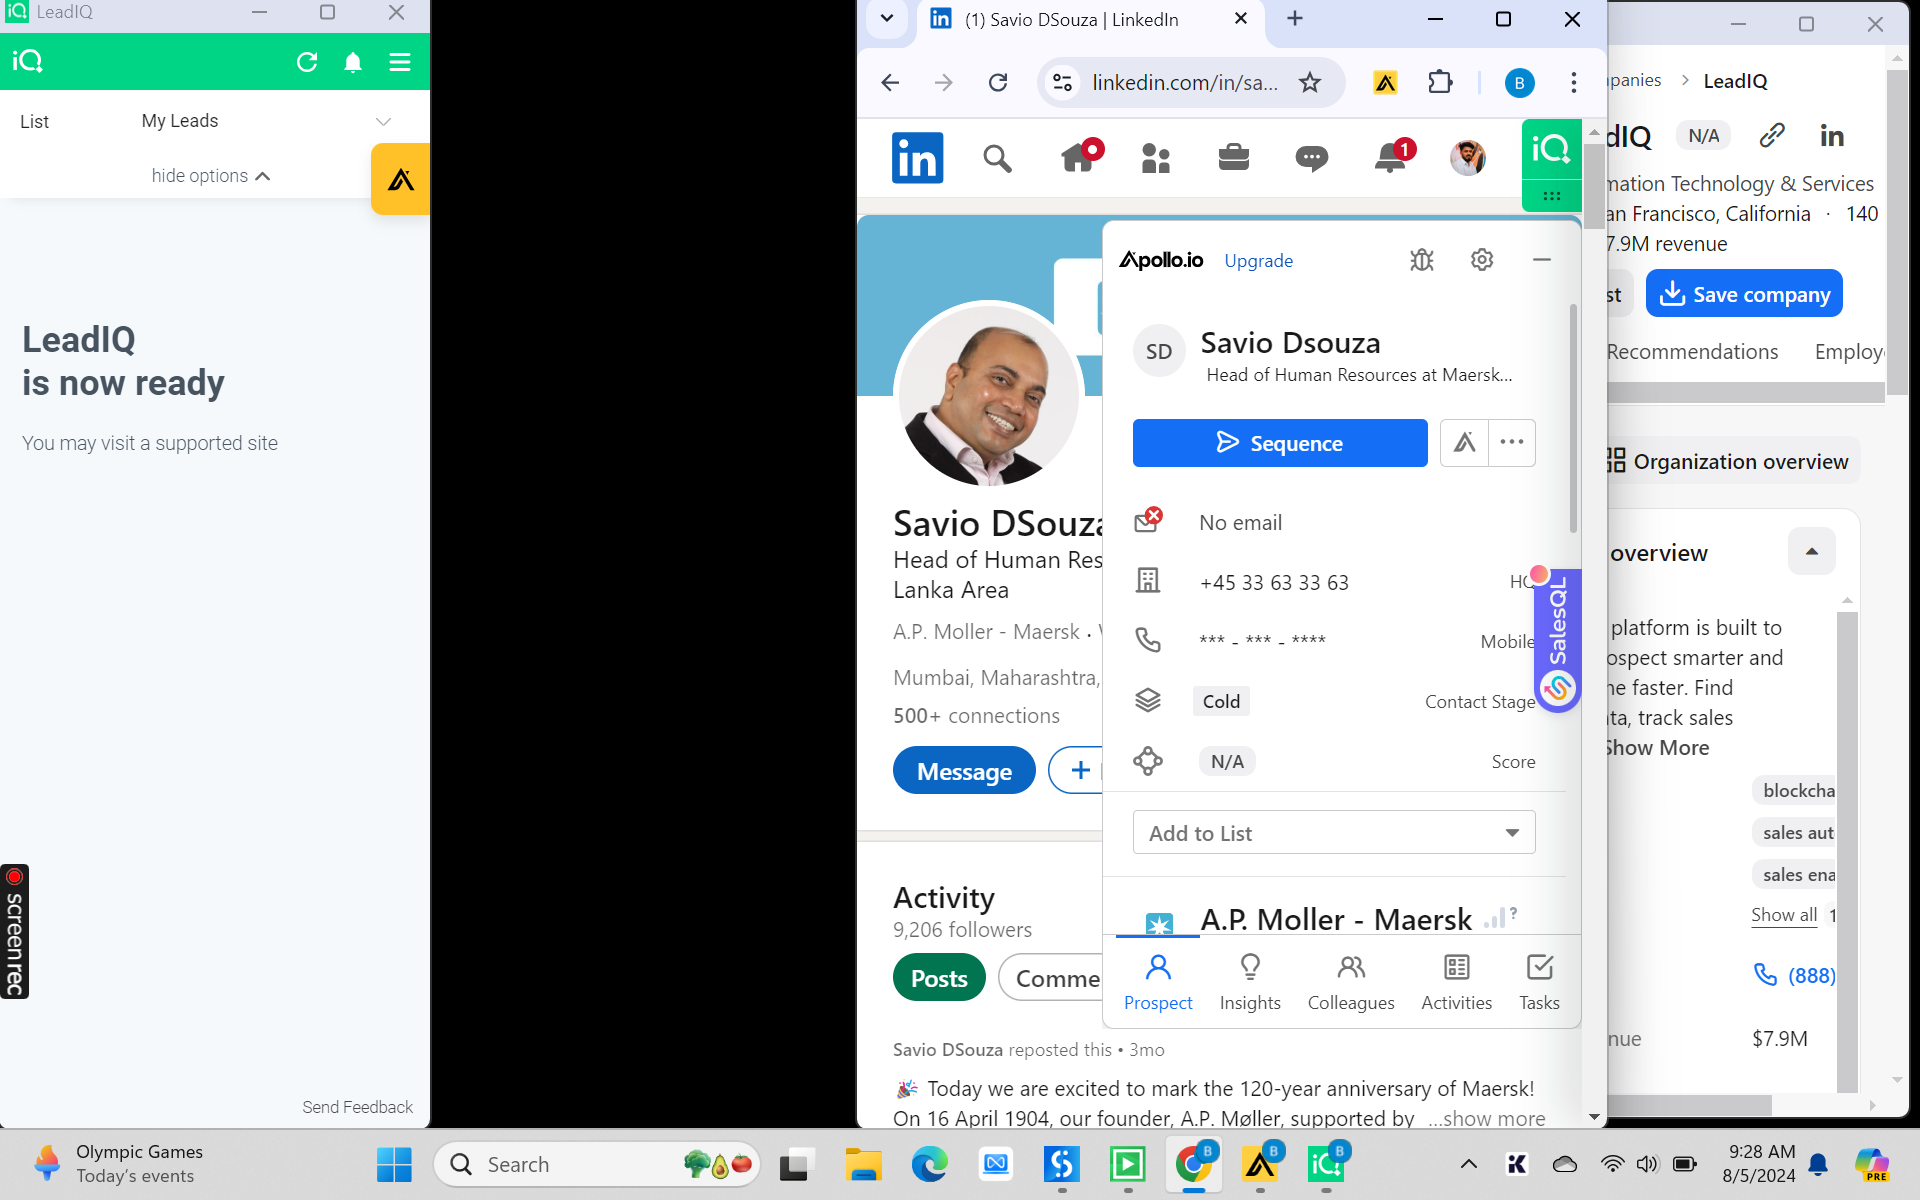 iQ LeadIQ
iQ
List
My Leads
hide options
LeadIQ
is now ready
You may visit a supported site
Send Feedback
screen rec
(1) Savio DSouza | LinkedIn
linkedin.com/in/sa...
B
in
1
iQ
Apollo.io
Upgrade
SD
Savio Dsouza
Head of Human Resources at Maersk...
Sequence
No email
+45 33 63 33 63
HQ
*** - *** - ****
Mobile
Cold
Contact Stage
N/A
Score
Add to List
A.P. Moller - Maersk
?
Prospect
Insights
Colleagues
Activities
Tasks
SalesQL
Savio DSouza
Head of Human Res
Lanka Area
A.P. Moller - Maersk ·
Mumbai, Maharashtra,
500+ connections
Message
Activity
9,206 followers
Posts
Comme
Savio DSouza reposted this • 3mo
🎉 Today we are excited to mark the 120-year anniversary of Maersk!
On 16 April 1904, our founder, A.P. Møller, supported by ...show more
panies > LeadIQ
dIQ
N/A
in
mation Technology & Services
an Francisco, California · 140
7.9M revenue
st
Save company
Recommendations
Employ
Organization overview
overview
platform is built to
ospect smarter and
ne faster. Find
ta, track sales
Show More
blockcha
sales aut
sales ena
Show all
1
(888)
nue
$7.9M
Olympic Games
Today's events
Search
B
B
B
K
9:28 AM
8/5/2024
PRE